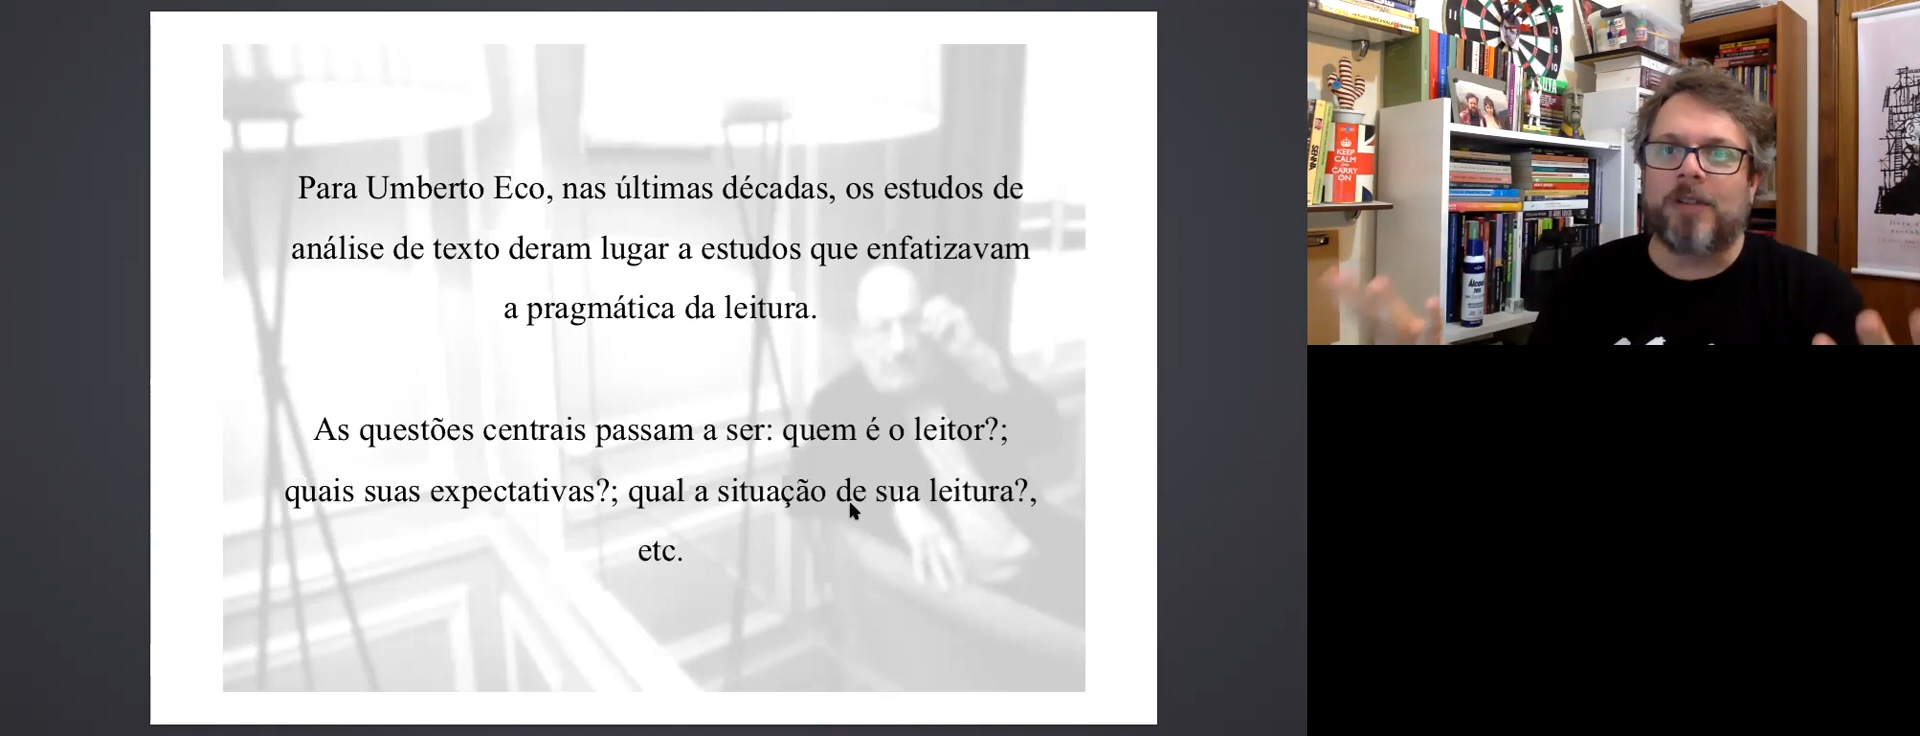 Para Umberto Eco, nas últimas décadas, os estudos de
análise de texto deram lugar a estudos que enfatizavam
a pragmática da leitura.
As questões centrais passam a ser: quem é o leitor?;
quais suas expectativas?; qual a situação de sua leitura?,
etc.
KEEP
CALM
AND
CARRY
ON
SENNA